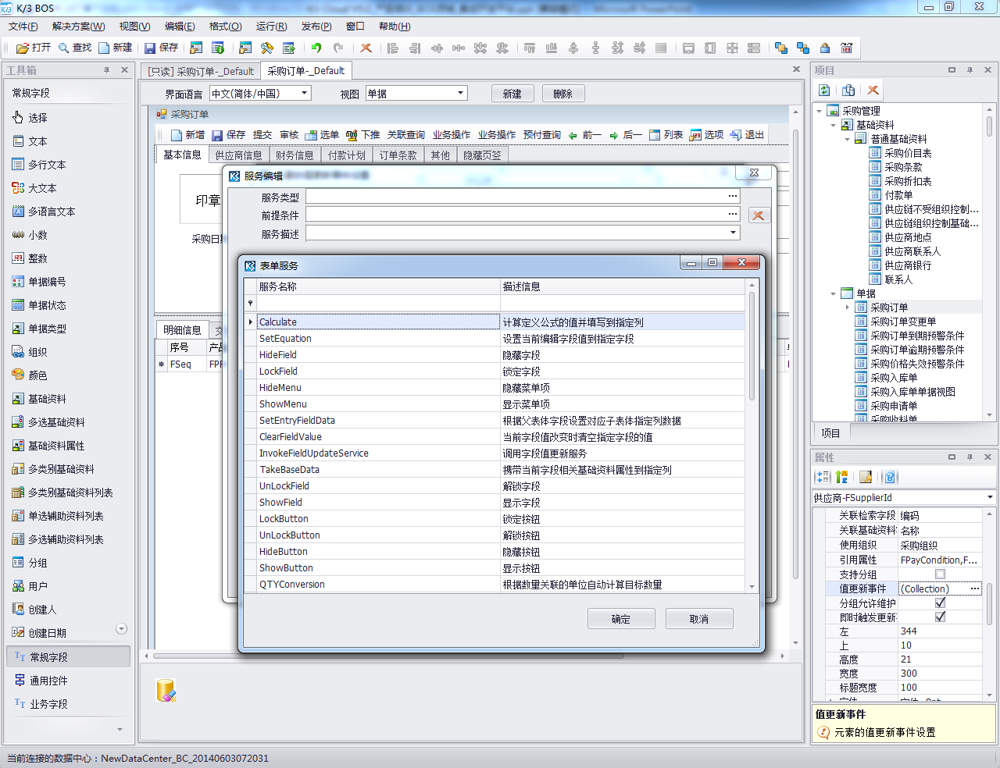 K/3 BOS
文件(F) 解决方案(W) 视图(V) 编辑(E) 格式(O) 运行(R) 发布(P) 窗口 帮助(H)
打开 查找 新建 保存
工具箱
常规字段
选择
文本
多行文本
大文本
多语言文本
小数
整数
单据编号
单据状态
单据类型
组织
颜色
基础资料
多选基础资料
基础资料属性
多类别基础资料
多类别基础资料列表
单选辅助资料列表
多选辅助资料列表
分组
用户
创建人
创建日期
常规字段
通用控件
业务字段
[只读] 采购订单-_Default 采购订单-_Default
界面语言 中文(简体/中国) 视图 单据 新建 删除
采购订单
新增 保存 提交 审核 选单 下推 关联查询 业务操作 业务操作 预付查询 前一 后一 列表 选项 退出
基本信息 供应商信息 财务信息 付款计划 订单条款 其他 隐藏页签
印章
采购日
明细信息
序号 产
FSeq
服务编辑
服务类型
前提条件
服务描述
表单服务
服务名称 描述信息
Calculate 计算定义公式的值并填写到指定列
SetEquation 设置当前编辑字段值到指定字段
HideField 隐藏字段
LockField 锁定字段
HideMenu 隐藏菜单项
ShowMenu 显示菜单项
SetEntryFieldData 根据父表体字段设置对应子表体指定列数据
ClearFieldValue 当前字段值改变时清空指定字段的值
InvokeFieldUpdateService 调用字段值更新服务
TakeBaseData 携带当前字段相关基础资料属性到指定列
UnLockField 解锁字段
ShowField 显示字段
LockButton 锁定按钮
UnLockButton 解锁按钮
HideButton 隐藏按钮
ShowButton 显示按钮
QTYConversion 根据数量关联的单位自动计算目标数量
确定 取消
项目
采购管理
基础资料
普通基础资料
采购价目表
采购条款
采购折扣表
付款单
供应链不受组织控制...
供应链组织控制基础...
供应商地点
供应商联系人
供应商银行
联系人
单据
采购订单
采购订单变更单
采购订单到期预警条件
采购订单逾期预警条件
采购价格失效预警条件
采购入库单
采购入库单单据视图
采购申请单
采购收料单
项目
属性
供应商-FSupplierId
关联检索字段 编码
关联基础资料 名称
使用组织 采购组织
引用属性 FPayCondition,F...
支持分组
值更新事件 (Collection) ...
分组允许维护
即时触发更新
左 344
上 10
高度 21
宽度 300
标题宽度 100
值更新事件
元素的值更新事件设置
当前连接的数据中心：NewDataCenter_BC_20140603072031